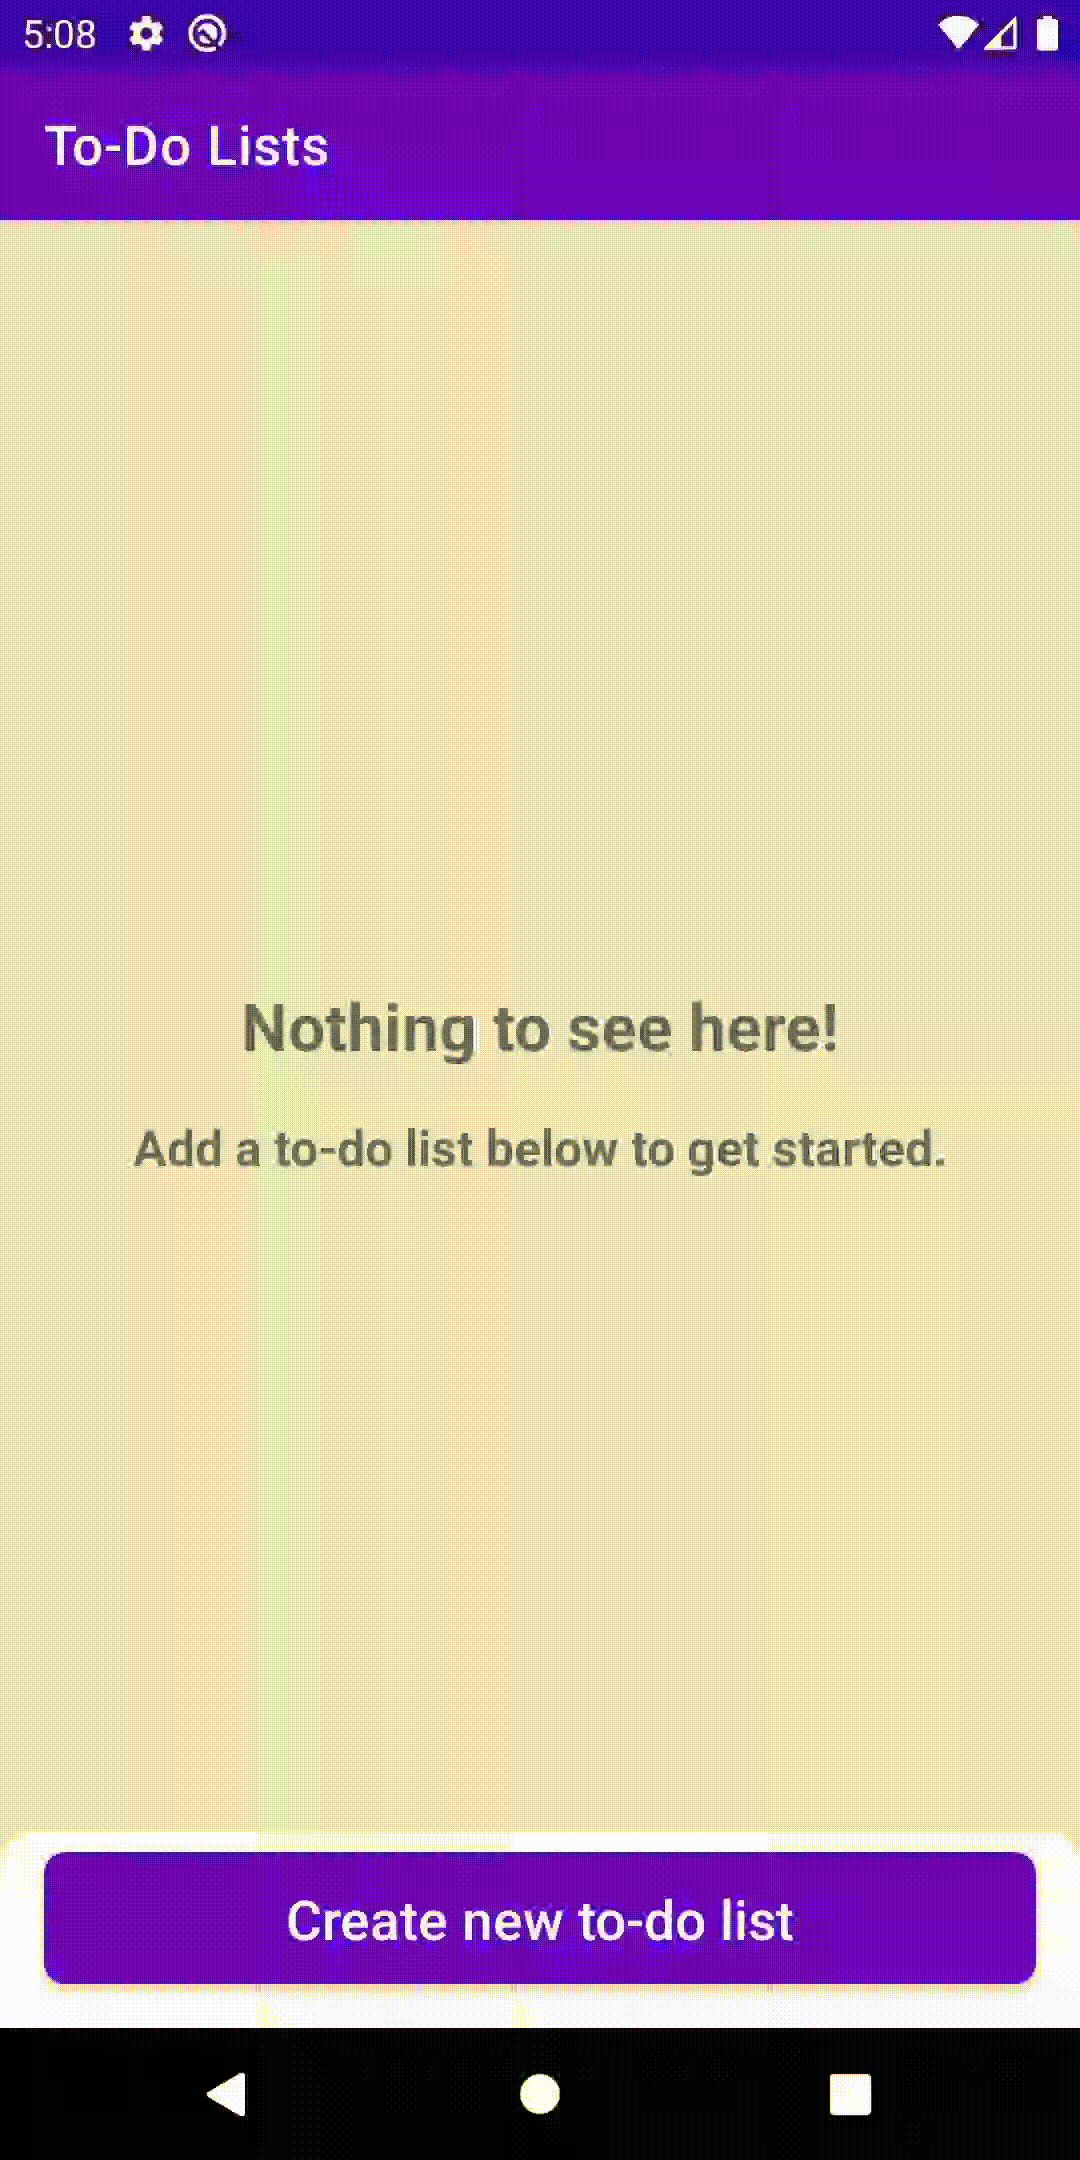 5:08
To-Do Lists
Nothing to see here!
Add a to-do list below to get started.
Create new to-do list